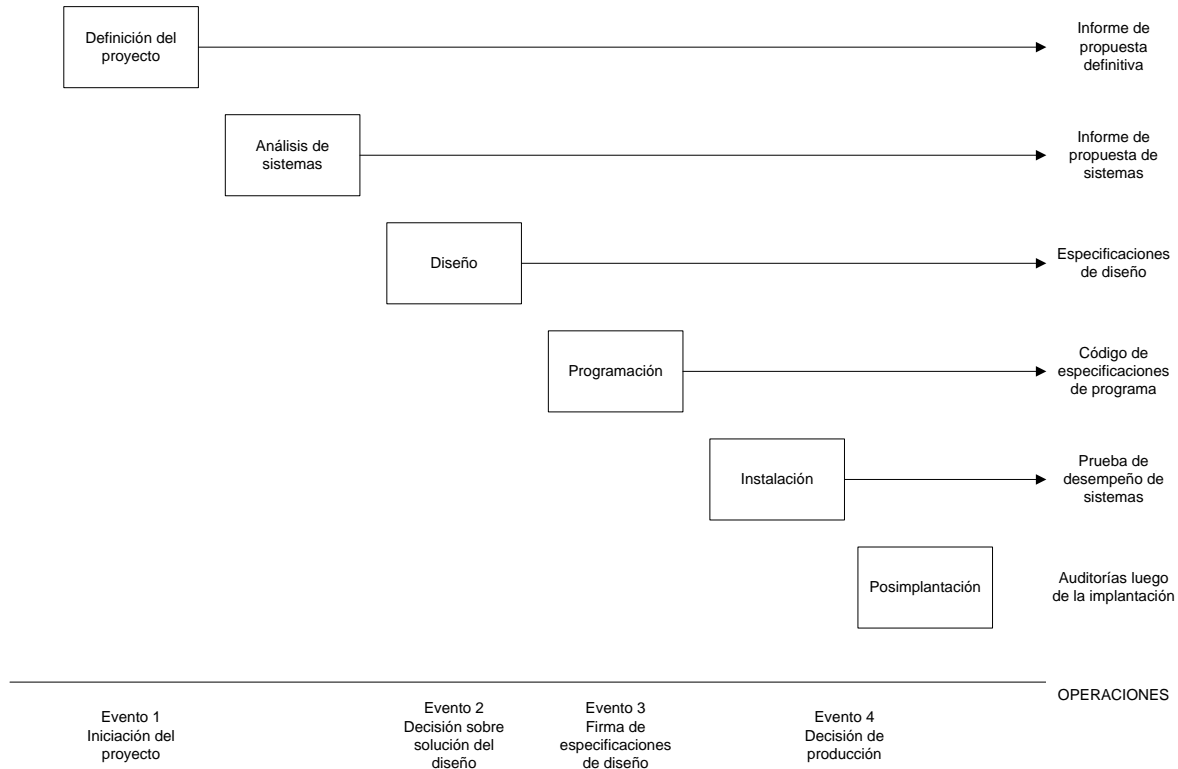 Definición del
proyecto
Informe de
propuesta
definitiva
Análisis de
sistemas
Informe de
propuesta de
sistemas
Diseño
Especificaciones
de diseño
Programación
Código de
especificaciones
de programa
Instalación
Prueba de
desempeño de
sistemas
Posimplantación
Auditorías luego
de la implantación
OPERACIONES
Evento 1
Iniciación del
proyecto
Evento 2
Decisión sobre
solución del
diseño
Evento 3
Firma de
especificaciones
de diseño
Evento 4
Decisión de
producción